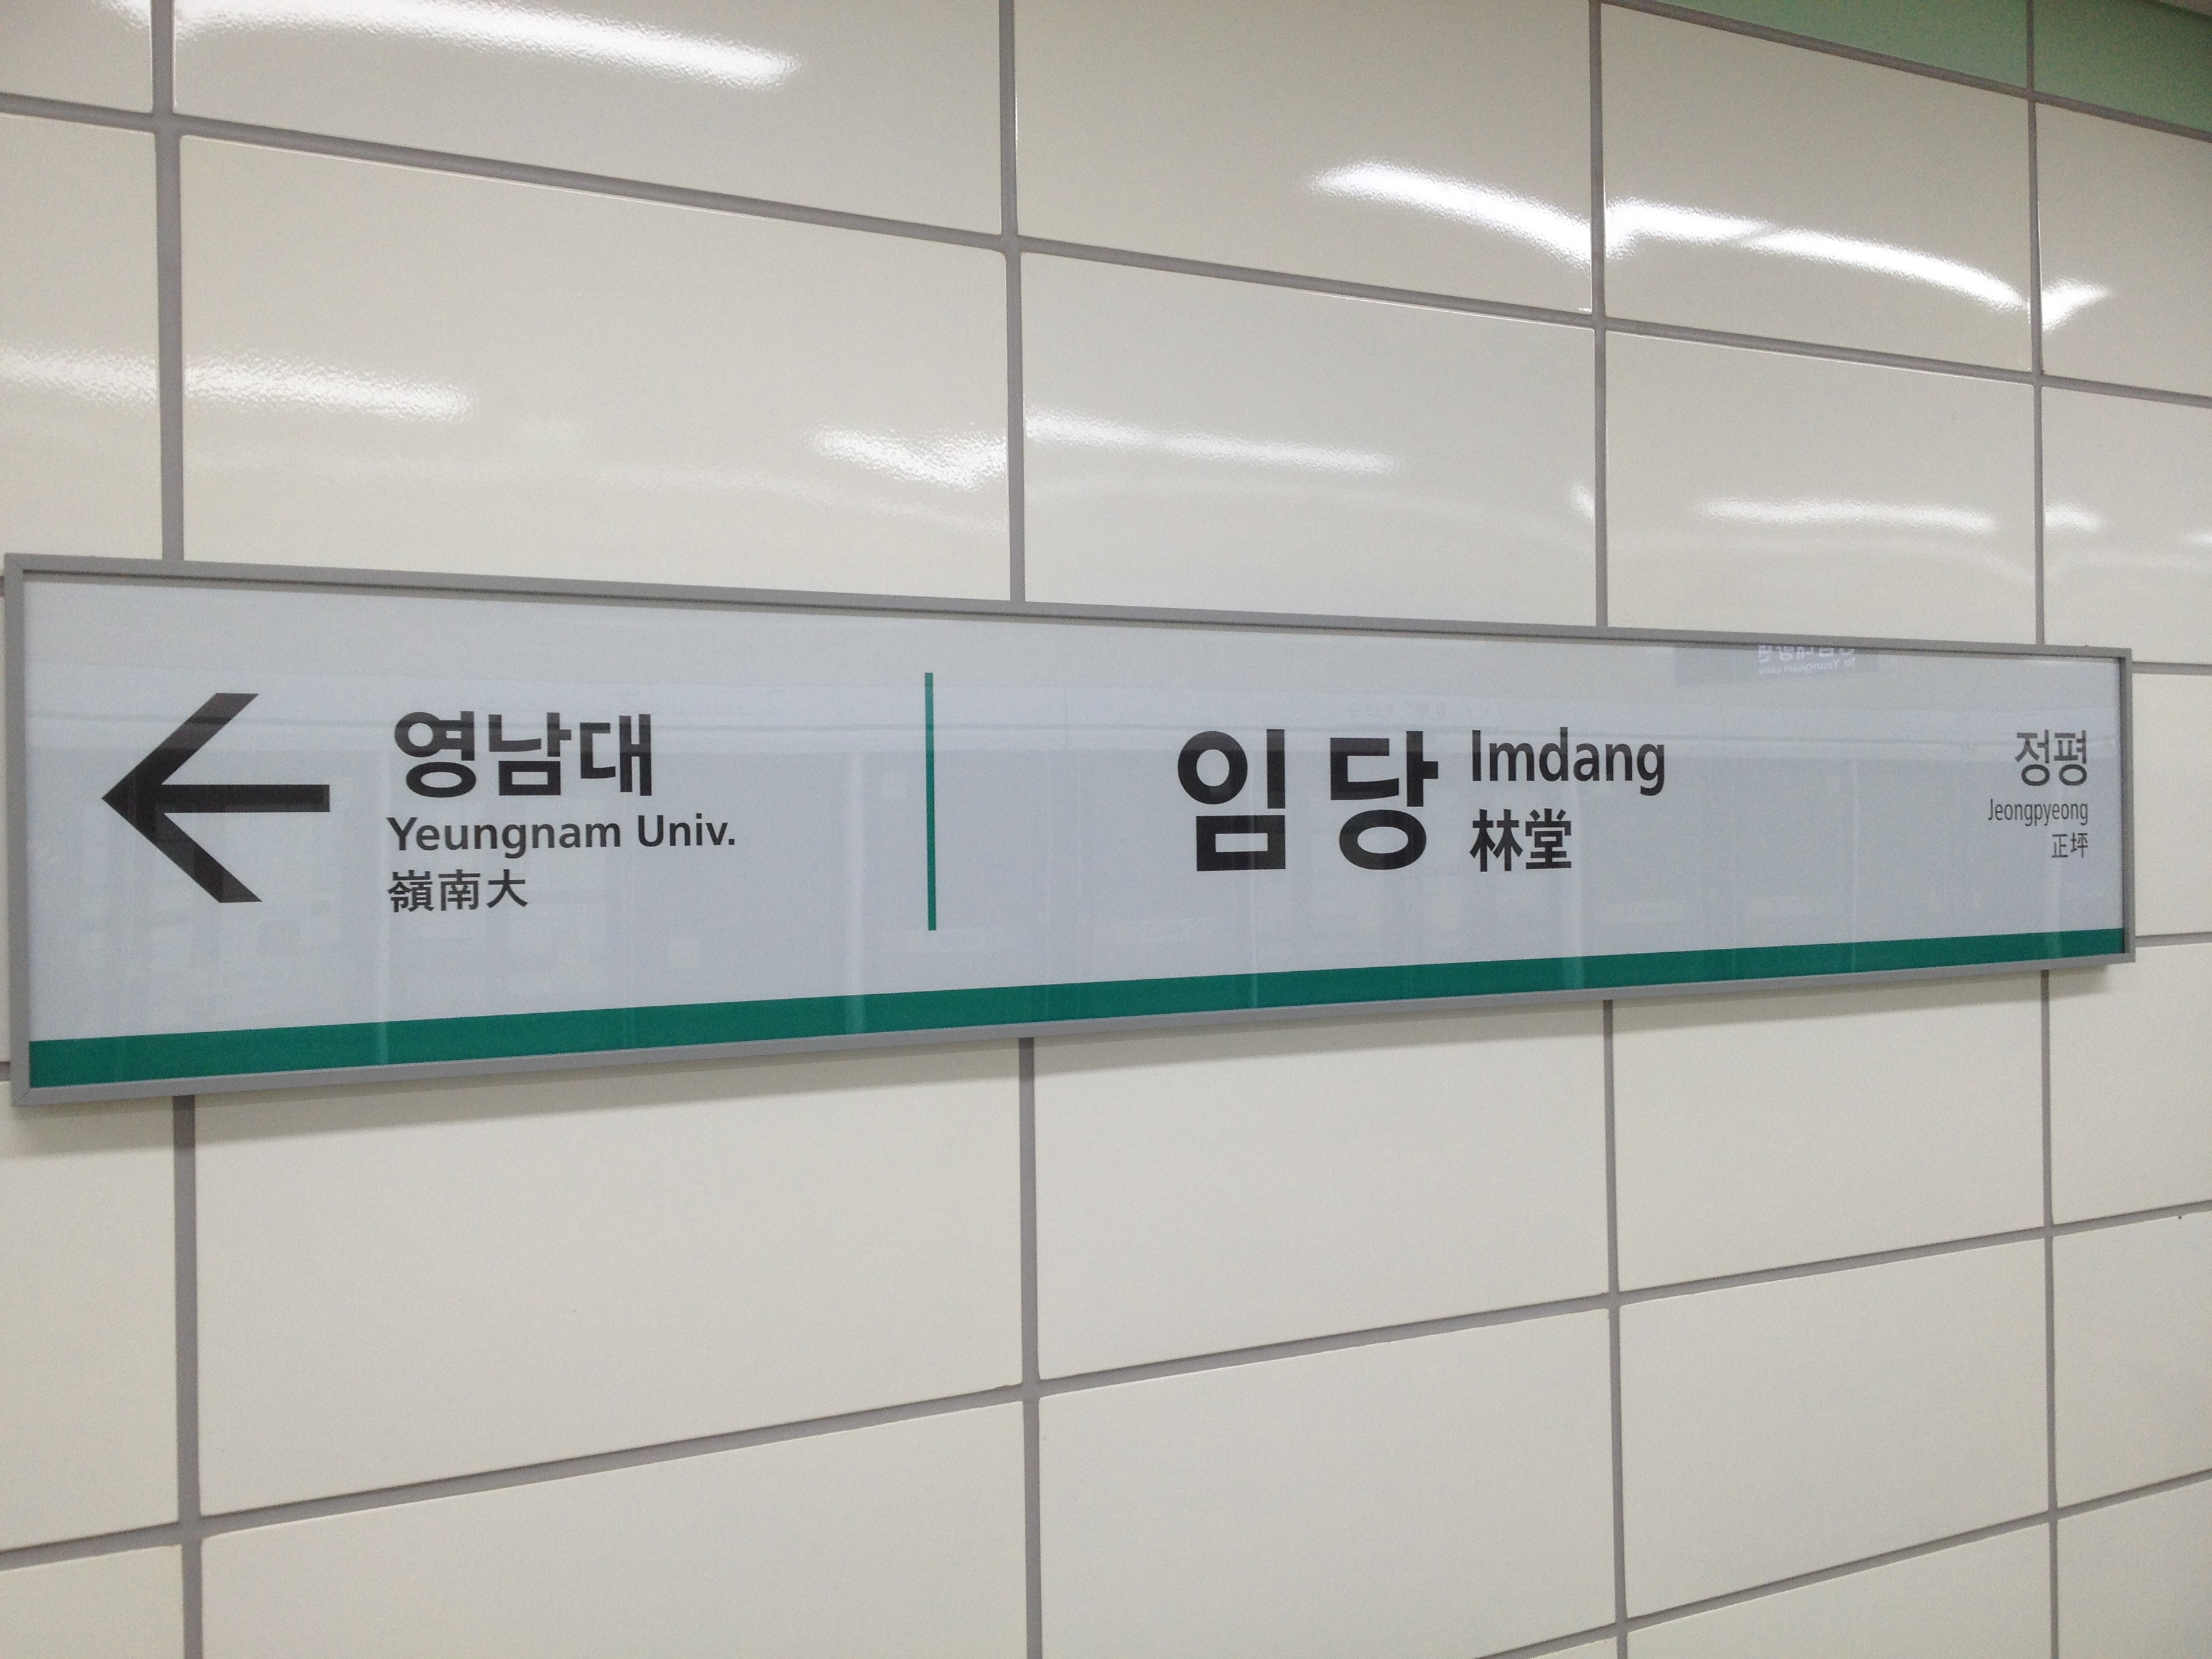 영남대
Yeungnam Univ.
嶺南大
임당
Imdang
林堂
정평
Jeongpyeong
正坪